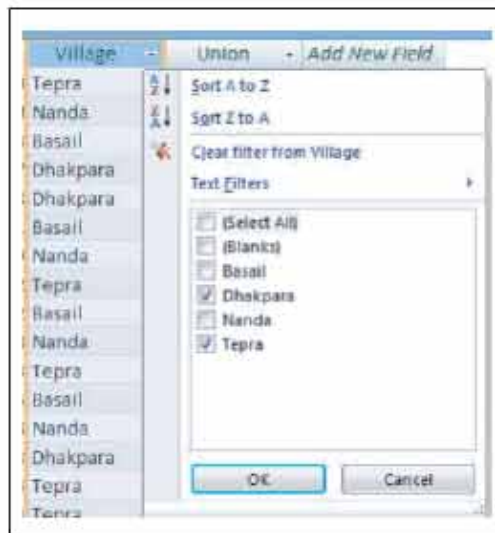 Village Union Add New Field
Tepra
Nanda
Basail
Dhakpara
Dhakpara
Basail
Nanda
Tepra
Basail
Nanda
Tepra
Basail
Nanda
Dhakpara
Tepra
Tepra
Sort A to Z
Sort Z to A
Clear filter from Village
Text Filters
(Select All)
(Blanks)
Basail
Dhakpara
Nanda
Tepra
OK Cancel